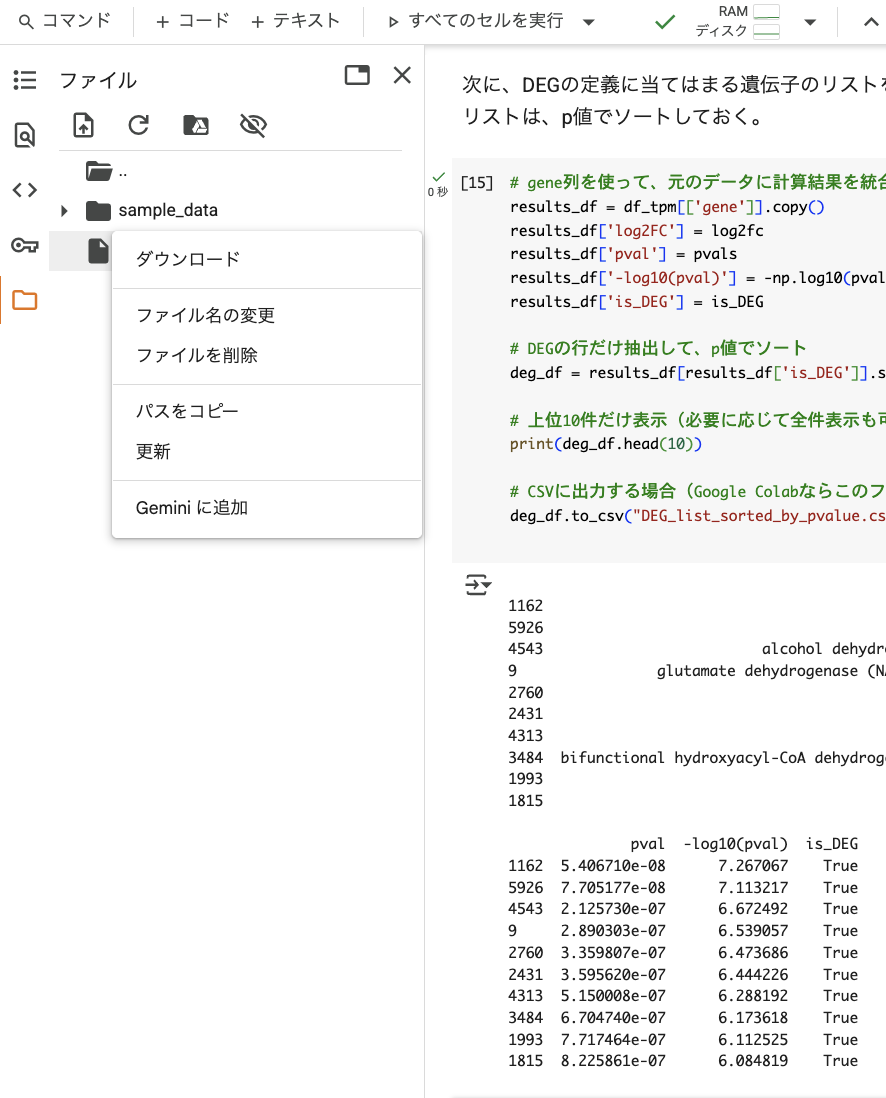 コマンド + コード + テキスト すべてのセルを実行 RAM
ディスク
ファイル
..
sample_data
ダウンロード
ファイル名の変更
ファイルを削除
パスをコピー
更新
Gemini に追加
次に、DEGの定義に当てはまる遺伝子のリストを
リストは、p値でソートしておく。
0 秒
[15] # gene列を使って、元のデータに計算結果を統合
results_df = df_tpm[['gene']].copy()
results_df['log2FC'] = log2fc
results_df['pval'] = pvals
results_df['-log10(pval)'] = -np.log10(pval
results_df['is_DEG'] = is_DEG
# DEGの行だけ抽出して、p値でソート
deg_df = results_df[results_df['is_DEG']].s
# 上位10件だけ表示（必要に応じて全件表示も可
print(deg_df.head(10))
# CSVに出力する場合（Google Colabならこのフ
deg_df.to_csv("DEG_list_sorted_by_pvalue.cs
1162
5926
4543 alcohol dehydro
9 glutamate dehydrogenase (NA
2760
2431
4313
3484 bifunctional hydroxyacyl-CoA dehydroge
1993
1815
pval -log10(pval) is_DEG
1162 5.406710e-08 7.267067 True
5926 7.705177e-08 7.113217 True
4543 2.125730e-07 6.672492 True
9 2.890303e-07 6.539057 True
2760 3.359807e-07 6.473686 True
2431 3.595620e-07 6.444226 True
4313 5.150008e-07 6.288192 True
3484 6.704740e-07 6.173618 True
1993 7.717464e-07 6.112525 True
1815 8.225861e-07 6.084819 True